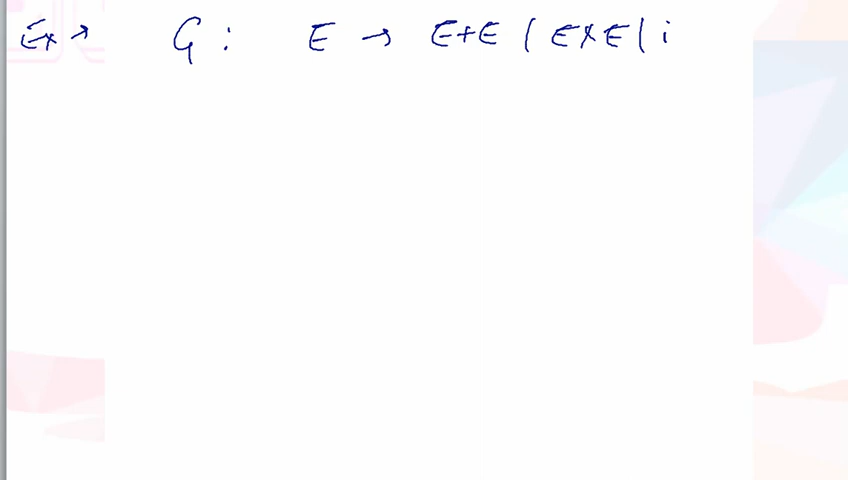 Ex → G : E → E+E | E*E | i